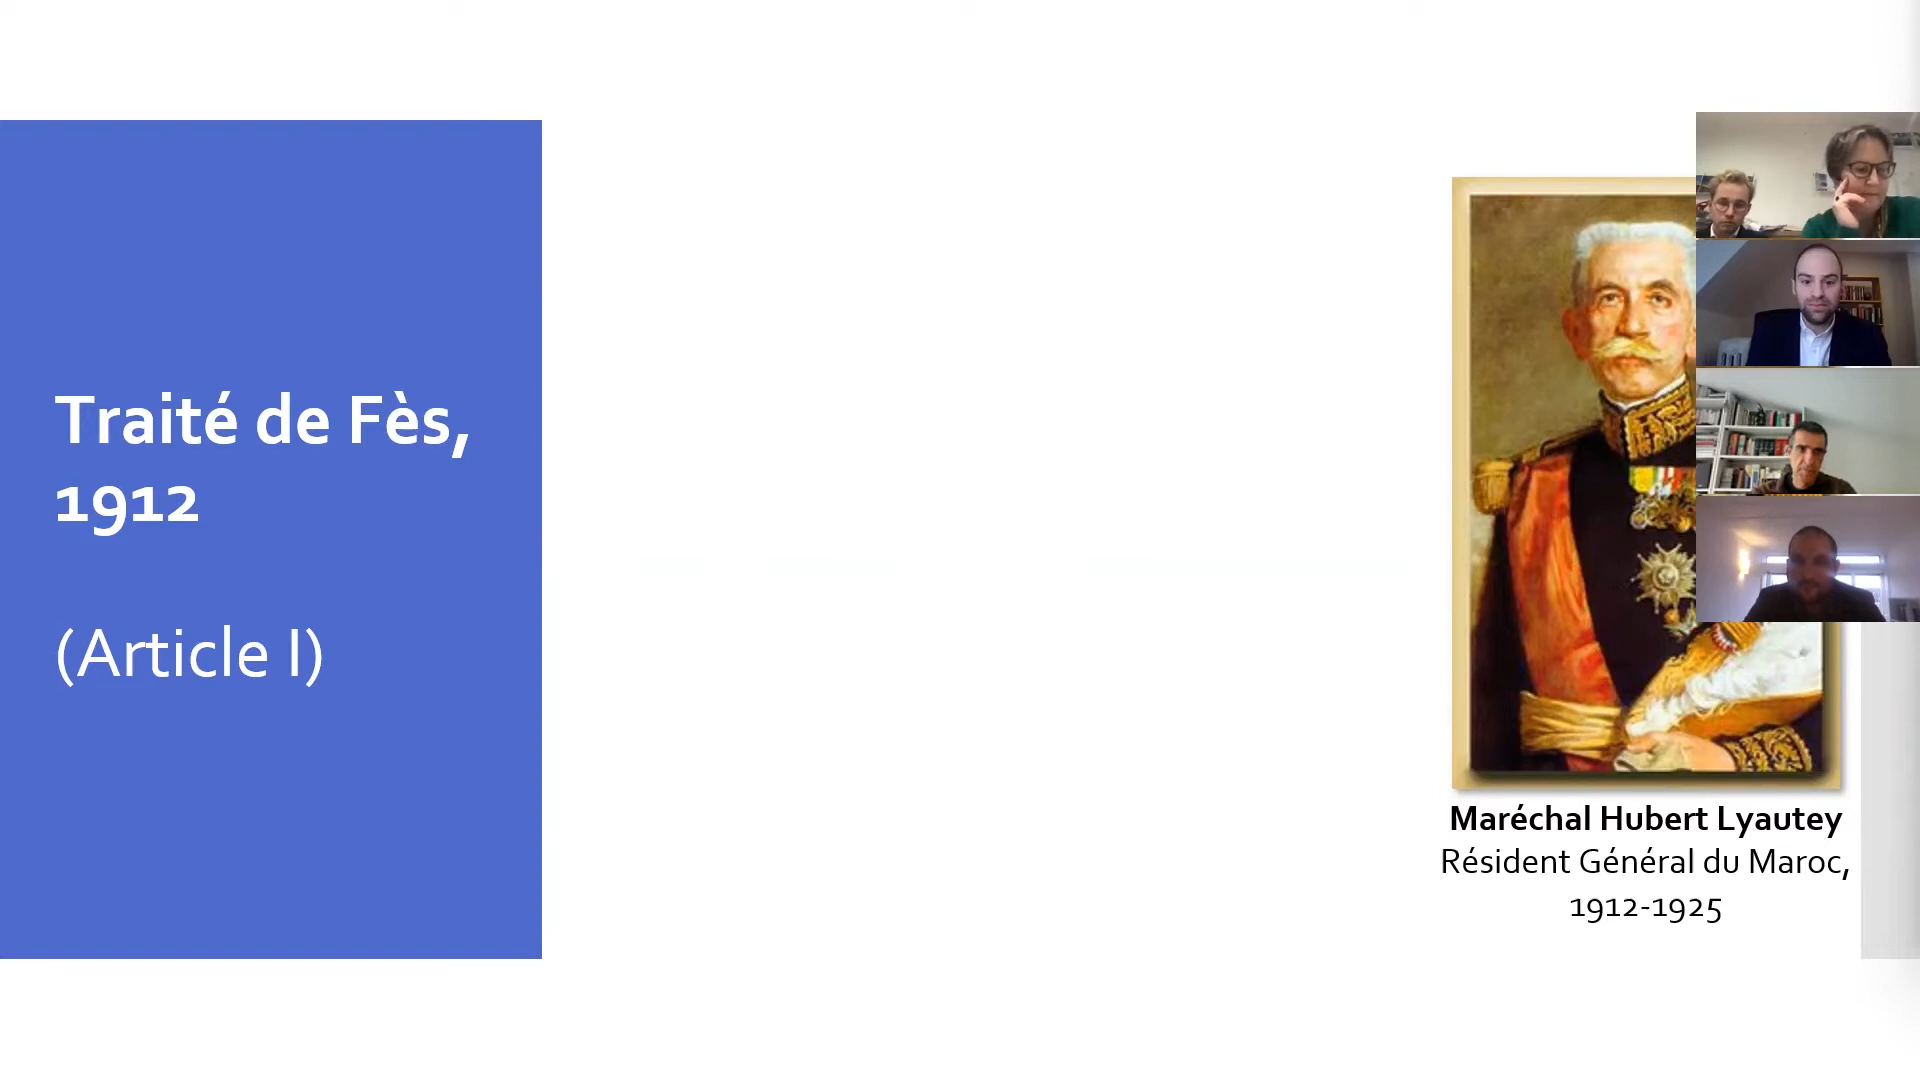 Traité de Fès,
1912
(Article I)
Maréchal Hubert Lyautey
Résident Général du Maroc,
1912-1925